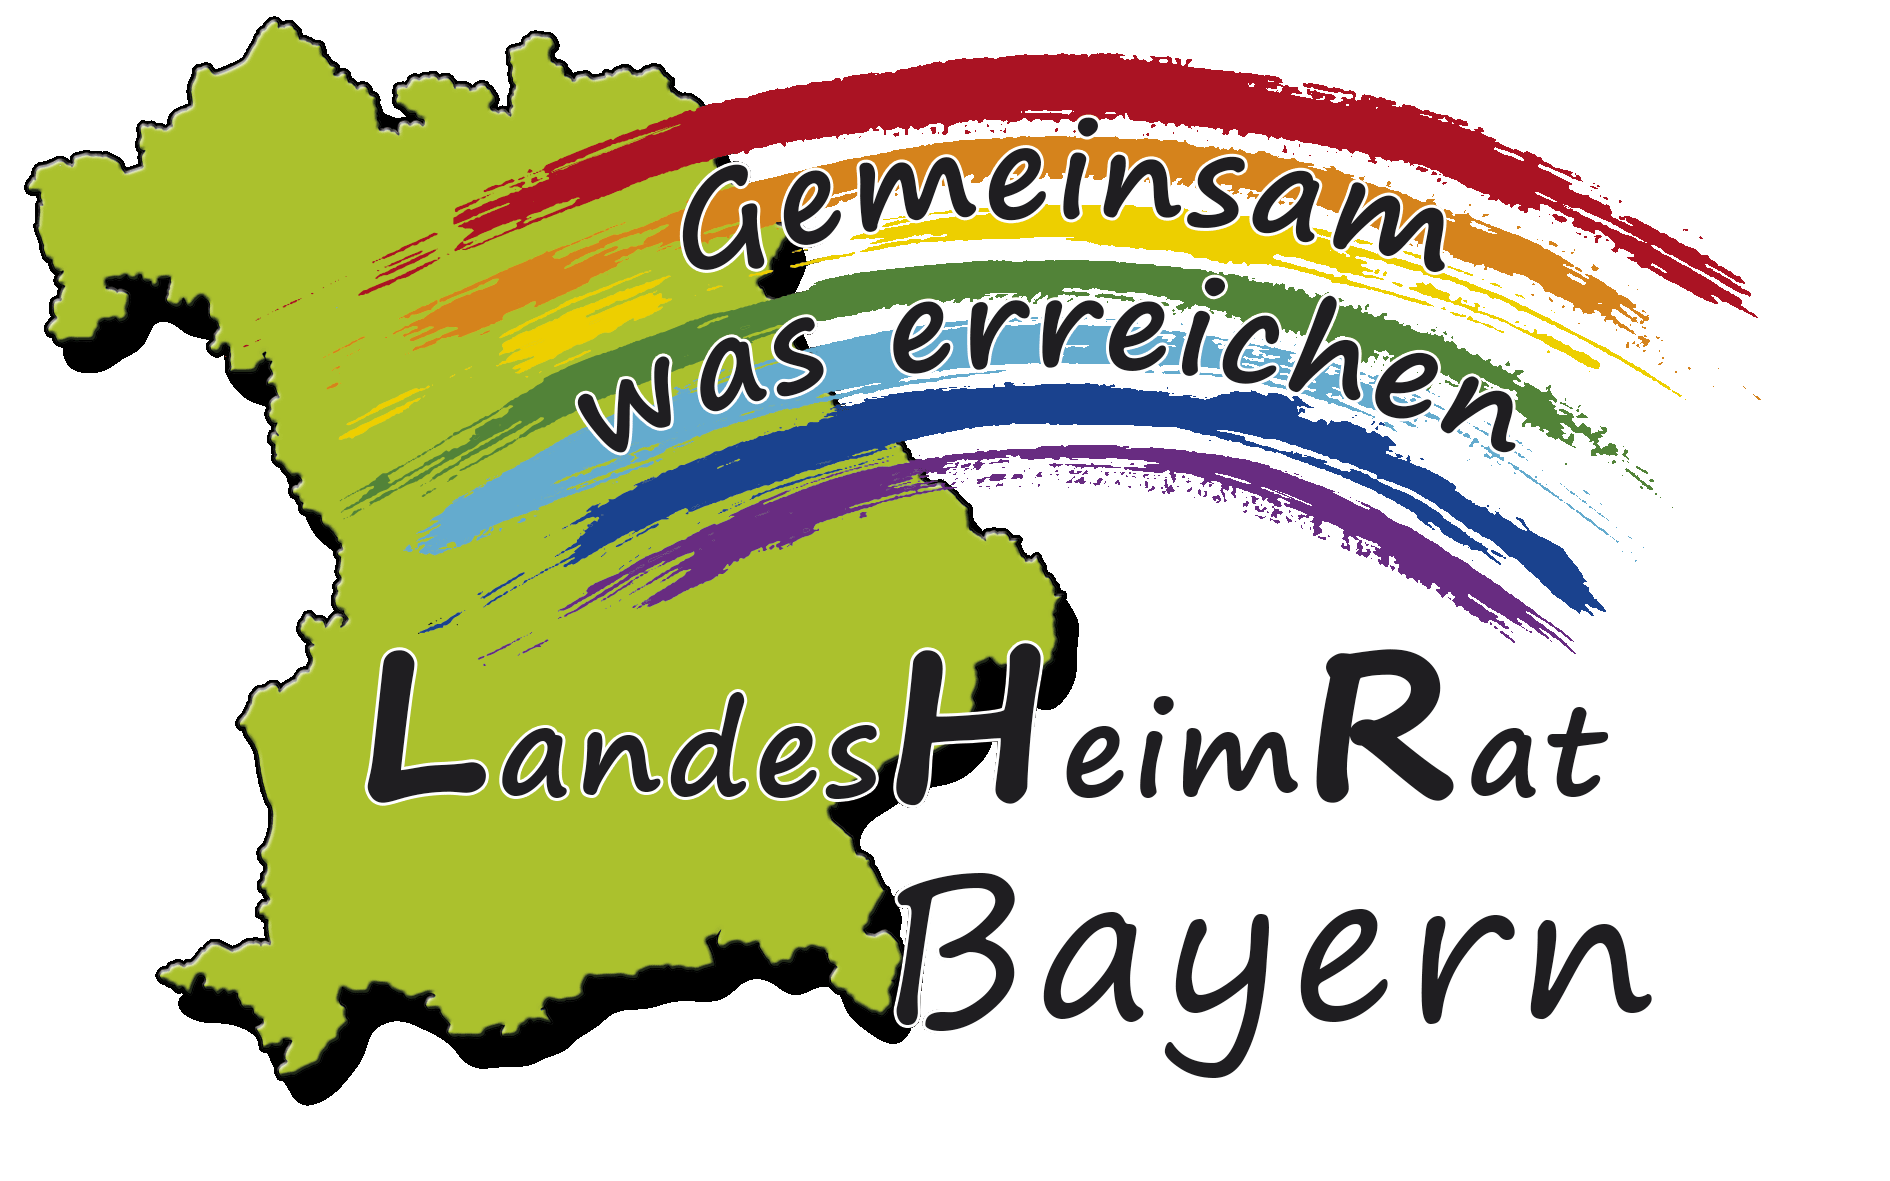 Gemeinsam
was erreichen
LandesHeimRat
Bayern